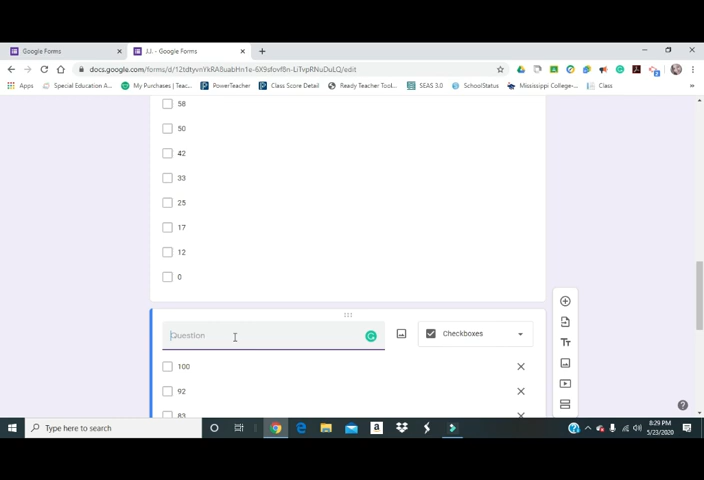 Google Forms
J.J. - Google Forms
docs.google.com/forms/d/12tdtyvnYkRA8uabHn1e-6X9sfovf8n-LiTvpRNuDuLQ/edit
Apps
Special Education A...
My Purchases | Teac...
PowerTeacher
Class Score Detail
Ready Teacher Tool...
SEAS 3.0
SchoolStatus
Mississippi College-...
Class
58
50
42
33
25
17
12
0
Question
Checkboxes
100
92
83
Type here to search
8:29 PM
5/23/2020